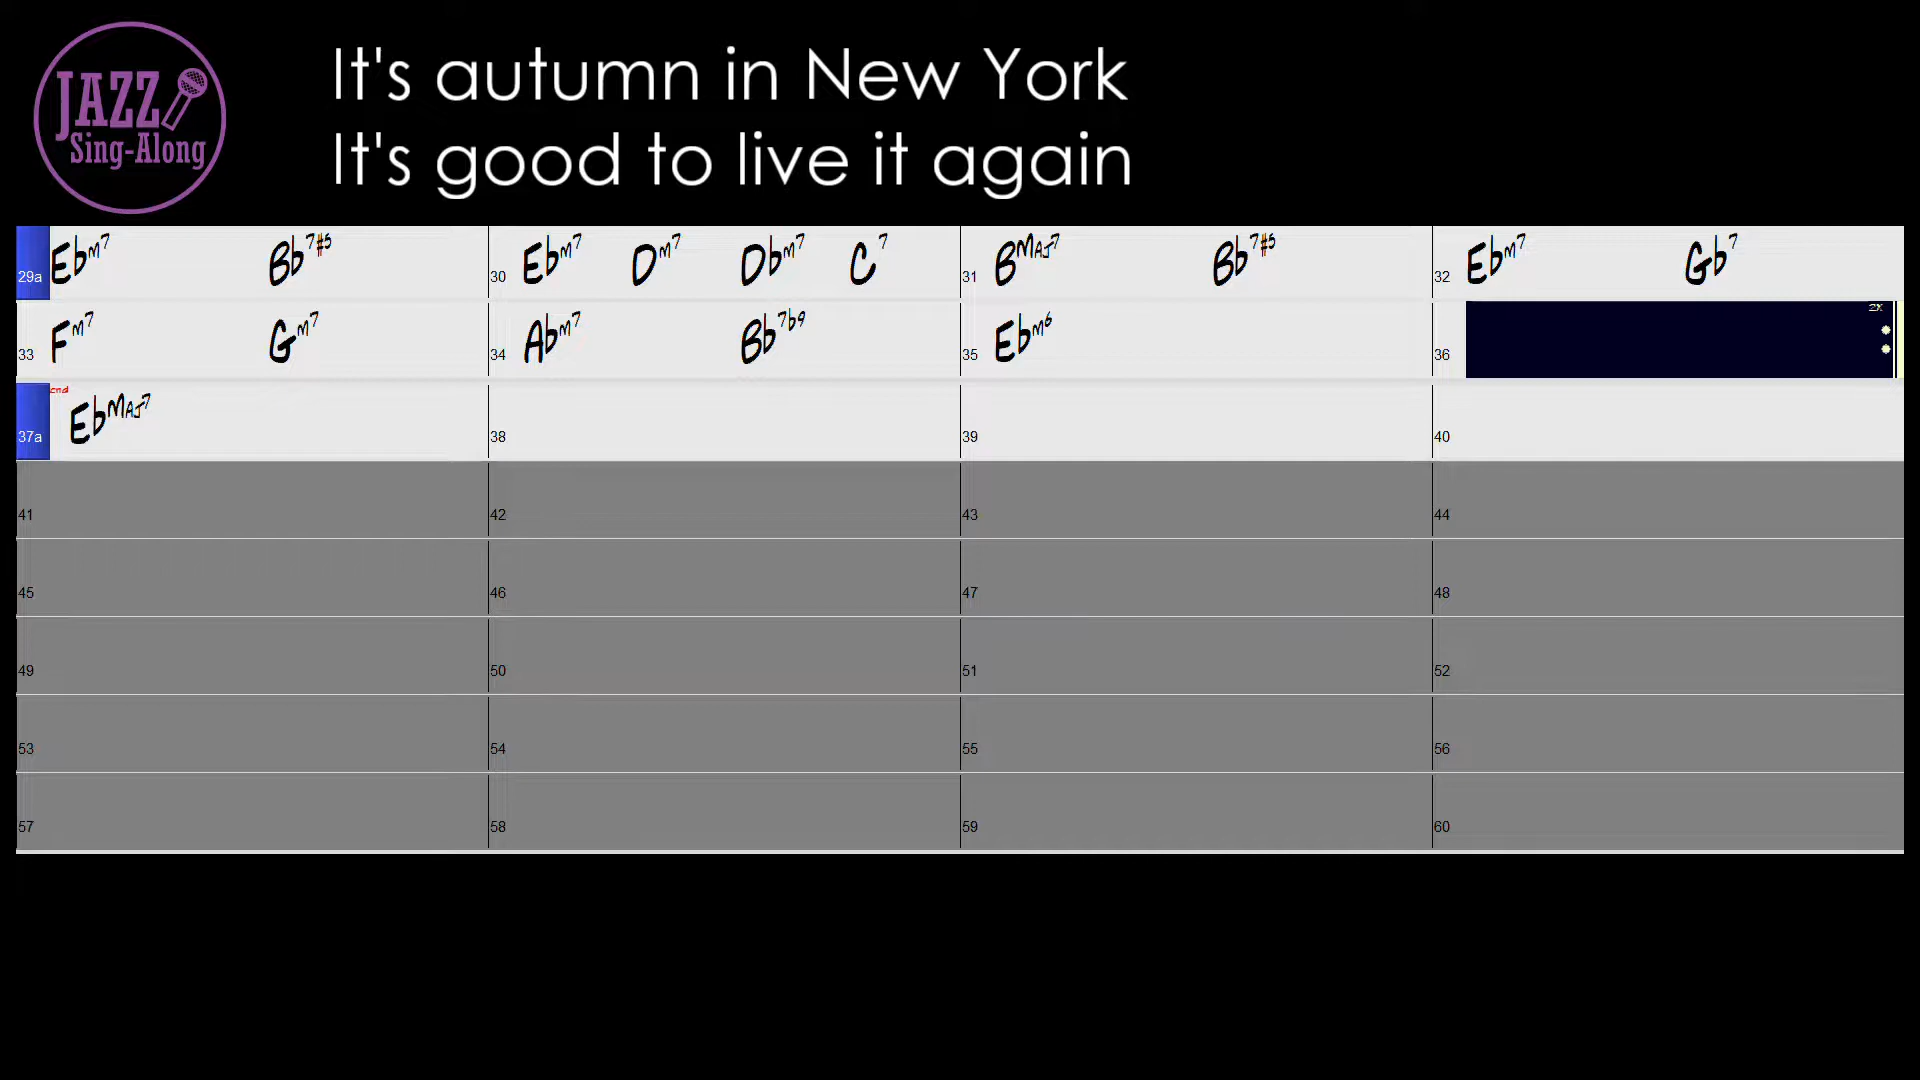 JAZZ
Sing-Along
It's autumn in New York
It's good to live it again
29a Ebm7 Bb7#5 30 Ebm7 Dm7 Dbm7 C7 31 BMAJ7 Bb7#5 32 Ebm7 Gb7
33 Fm7 Gm7 34 Abm7 Bb7b9 35 Ebm6 36 2X
37a end EbMAJ7 38 39 40
41 42 43 44
45 46 47 48
49 50 51 52
53 54 55 56
57 58 59 60